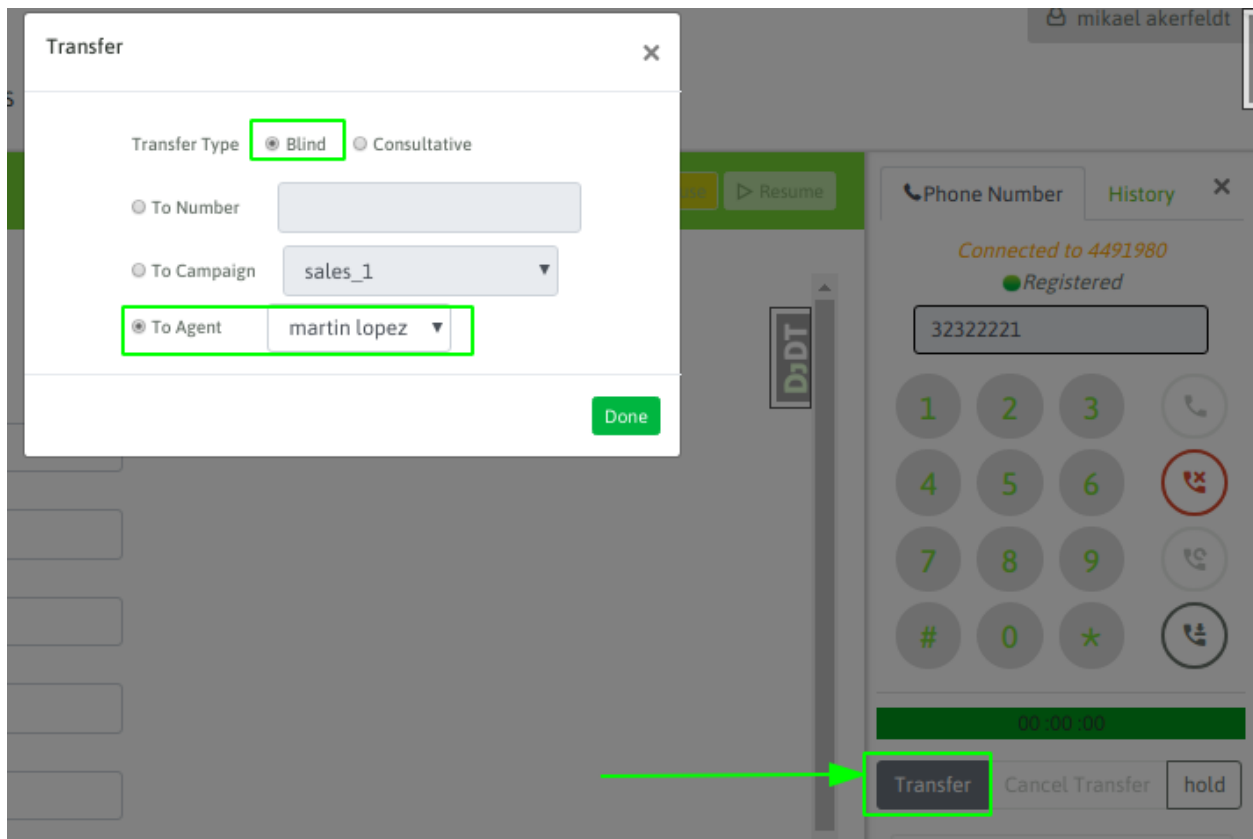 Transfer
×
mikael akerfeldt
s
Transfer Type Blind Consultative
To Number
To Campaign sales_1
To Agent martin lopez
Done
Resume
Phone Number History ×
Connected to 4491980
Registered
32322221
DjDT
1 2 3
4 5 6
7 8 9
# 0 *
00:00:00
Transfer Cancel Transfer hold